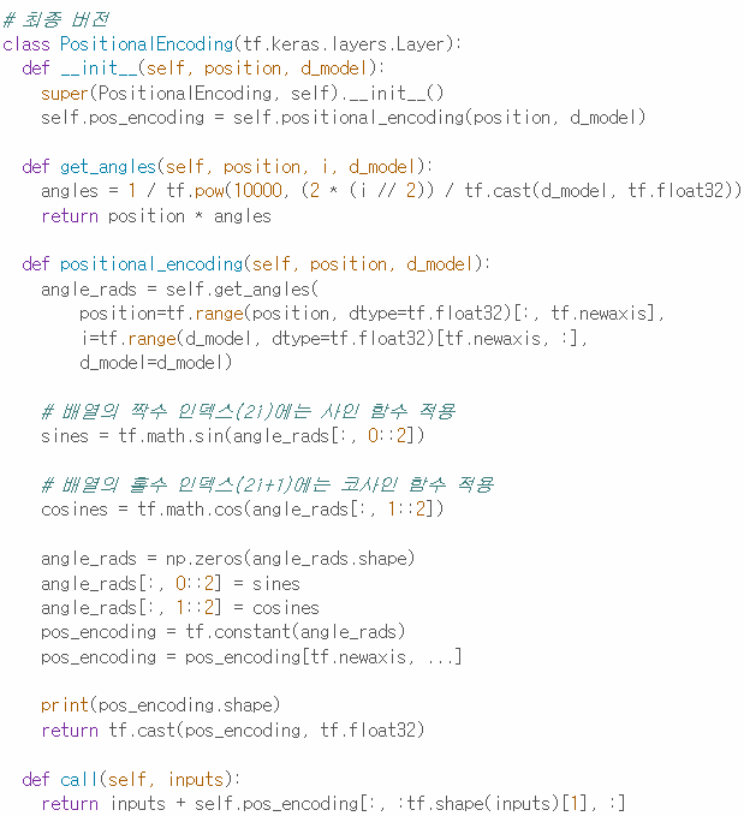 # 최종 버전
class PositionalEncoding(tf.keras.layers.Layer):
  def __init__(self, position, d_model):
    super(PositionalEncoding, self).__init__()
    self.pos_encoding = self.positional_encoding(position, d_model)

  def get_angles(self, position, i, d_model):
    angles = 1 / tf.pow(10000, (2 * (i // 2)) / tf.cast(d_model, tf.float32))
    return position * angles

  def positional_encoding(self, position, d_model):
    angle_rads = self.get_angles(
        position=tf.range(position, dtype=tf.float32)[:, tf.newaxis],
        i=tf.range(d_model, dtype=tf.float32)[tf.newaxis, :],
        d_model=d_model)

    # 배열의 짝수 인덱스(2i)에는 사인 함수 적용
    sines = tf.math.sin(angle_rads[:, 0::2])

    # 배열의 홀수 인덱스(2i+1)에는 코사인 함수 적용
    cosines = tf.math.cos(angle_rads[:, 1::2])

    angle_rads = np.zeros(angle_rads.shape)
    angle_rads[:, 0::2] = sines
    angle_rads[:, 1::2] = cosines
    pos_encoding = tf.constant(angle_rads)
    pos_encoding = pos_encoding[tf.newaxis, ...]

    print(pos_encoding.shape)
    return tf.cast(pos_encoding, tf.float32)

  def call(self, inputs):
    return inputs + self.pos_encoding[:, :tf.shape(inputs)[1], :]